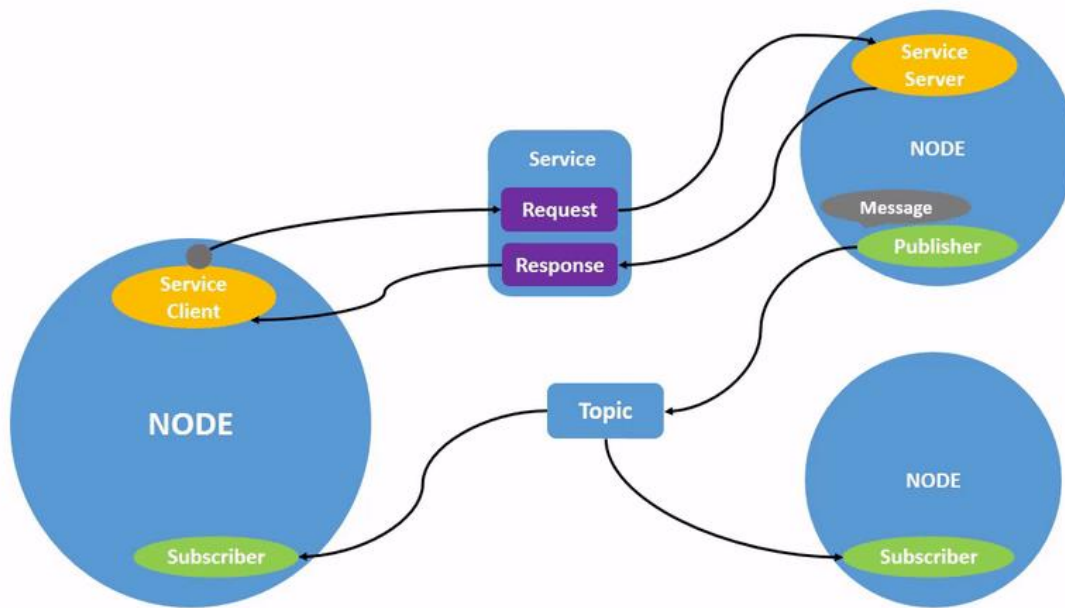 Service
Server
NODE
Message
Publisher
Service
Request
Response
Service
Client
NODE
Subscriber
Topic
NODE
Subscriber